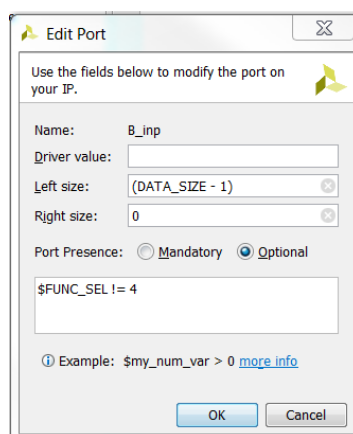 Edit Port
Use the fields below to modify the port on
your IP.
Name: B_inp
Driver value:
Left size: (DATA_SIZE - 1)
Right size: 0
Port Presence: Mandatory Optional
$FUNC_SEL != 4
Example: $my_num_var > 0 more info
OK Cancel